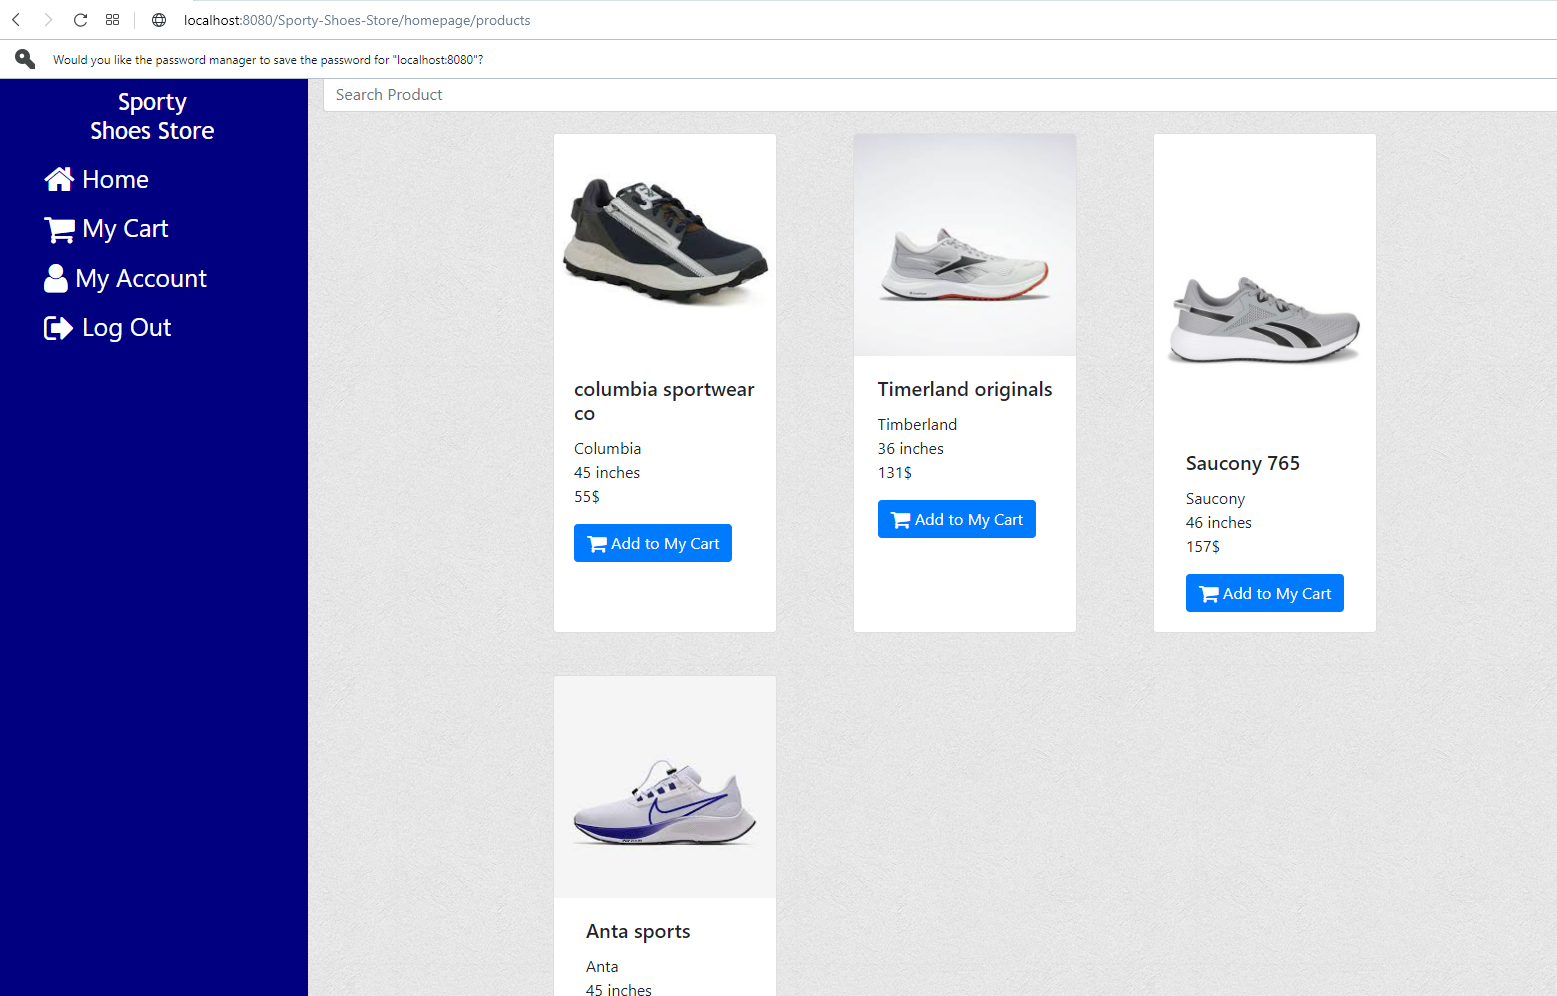 localhost:8080/Sporty-Shoes-Store/homepage/products
Would you like the password manager to save the password for "localhost:8080"?
Sporty
Shoes Store
Home
My Cart
My Account
Log Out
Search Product
columbia sportwear
co
Columbia
45 inches
55$
Add to My Cart
Timerland originals
Timberland
36 inches
131$
Add to My Cart
Saucony 765
Saucony
46 inches
157$
Add to My Cart
Anta sports
Anta
45 inches